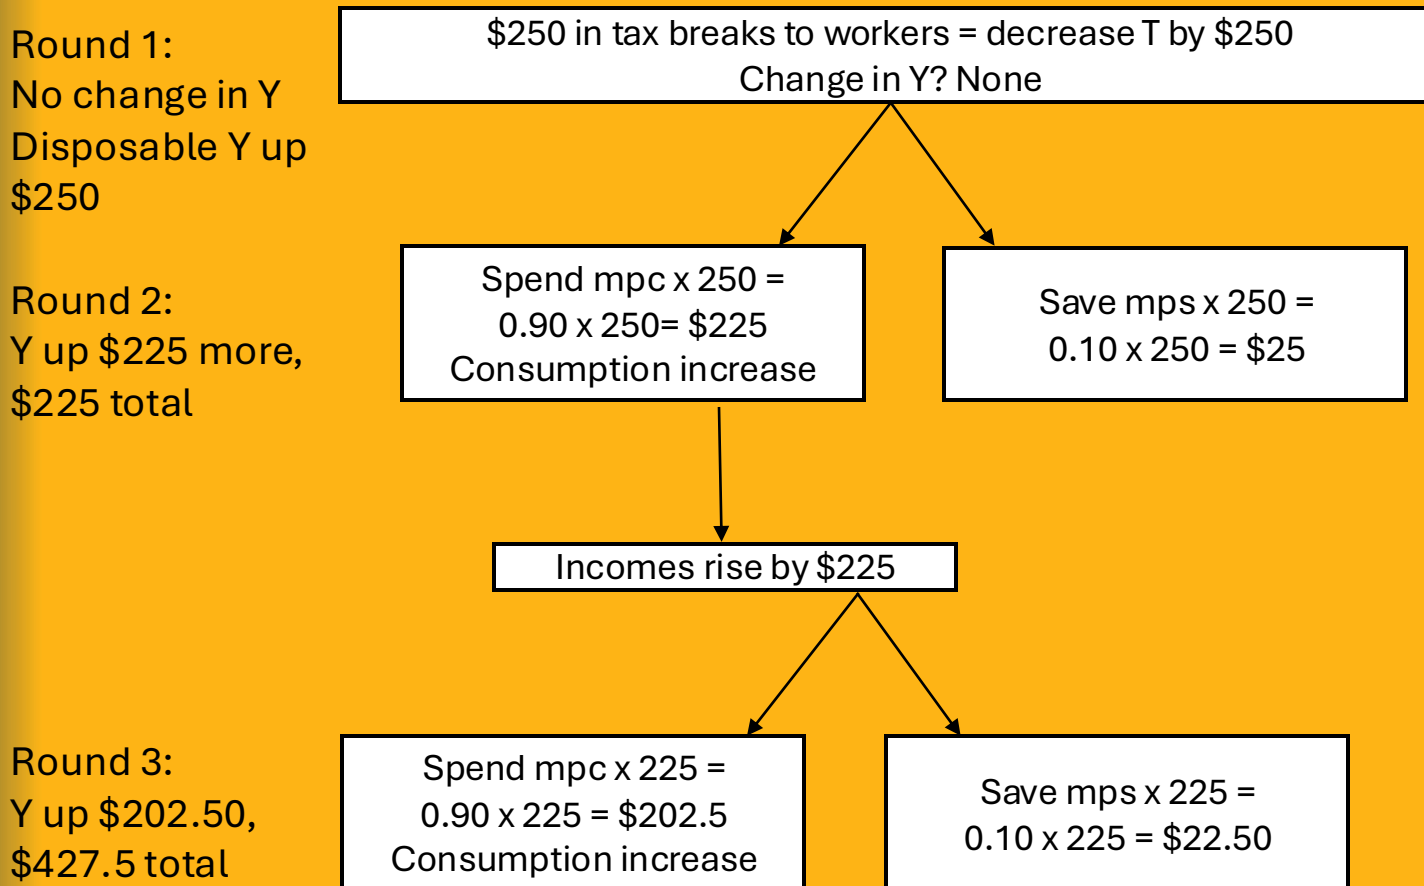 Round 1:
No change in Y
Disposable Y up
$250
$250 in tax breaks to workers = decrease T by $250
Change in Y? None
Round 2:
Y up $225 more,
$225 total
Spend mpc x 250 =
0.90 x 250= $225
Consumption increase
Save mps x 250 =
0.10 x 250 = $25
Incomes rise by $225
Round 3:
Y up $202.50,
$427.5 total
Spend mpc x 225 =
0.90 x 225 = $202.5
Consumption increase
Save mps x 225 =
0.10 x 225 = $22.50